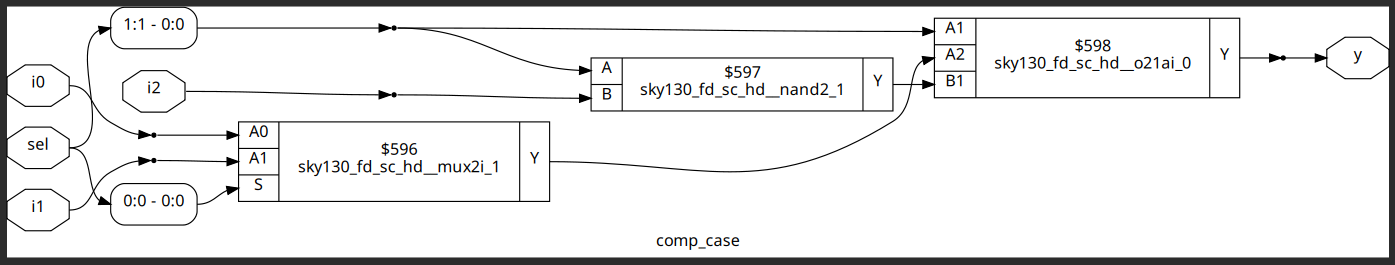 1:1 - 0:0
i0
i2
sel
i1
0:0 - 0:0
A0
A1
S
$596
sky130_fd_sc_hd__mux2i_1
Y
A
B
$597
sky130_fd_sc_hd__nand2_1
Y
A1
A2
B1
$598
sky130_fd_sc_hd__o21ai_0
Y
y
comp_case